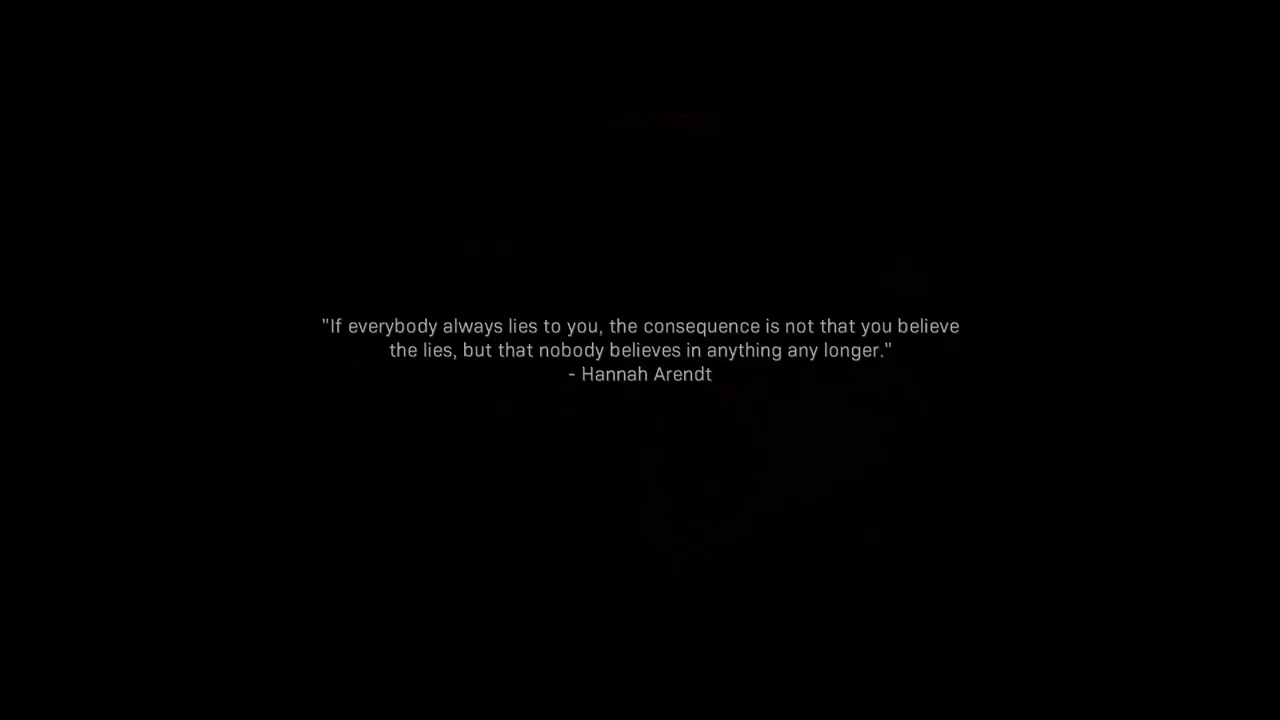 "If everybody always lies to you, the consequence is not that you believe
the lies, but that nobody believes in anything any longer."
- Hannah Arendt